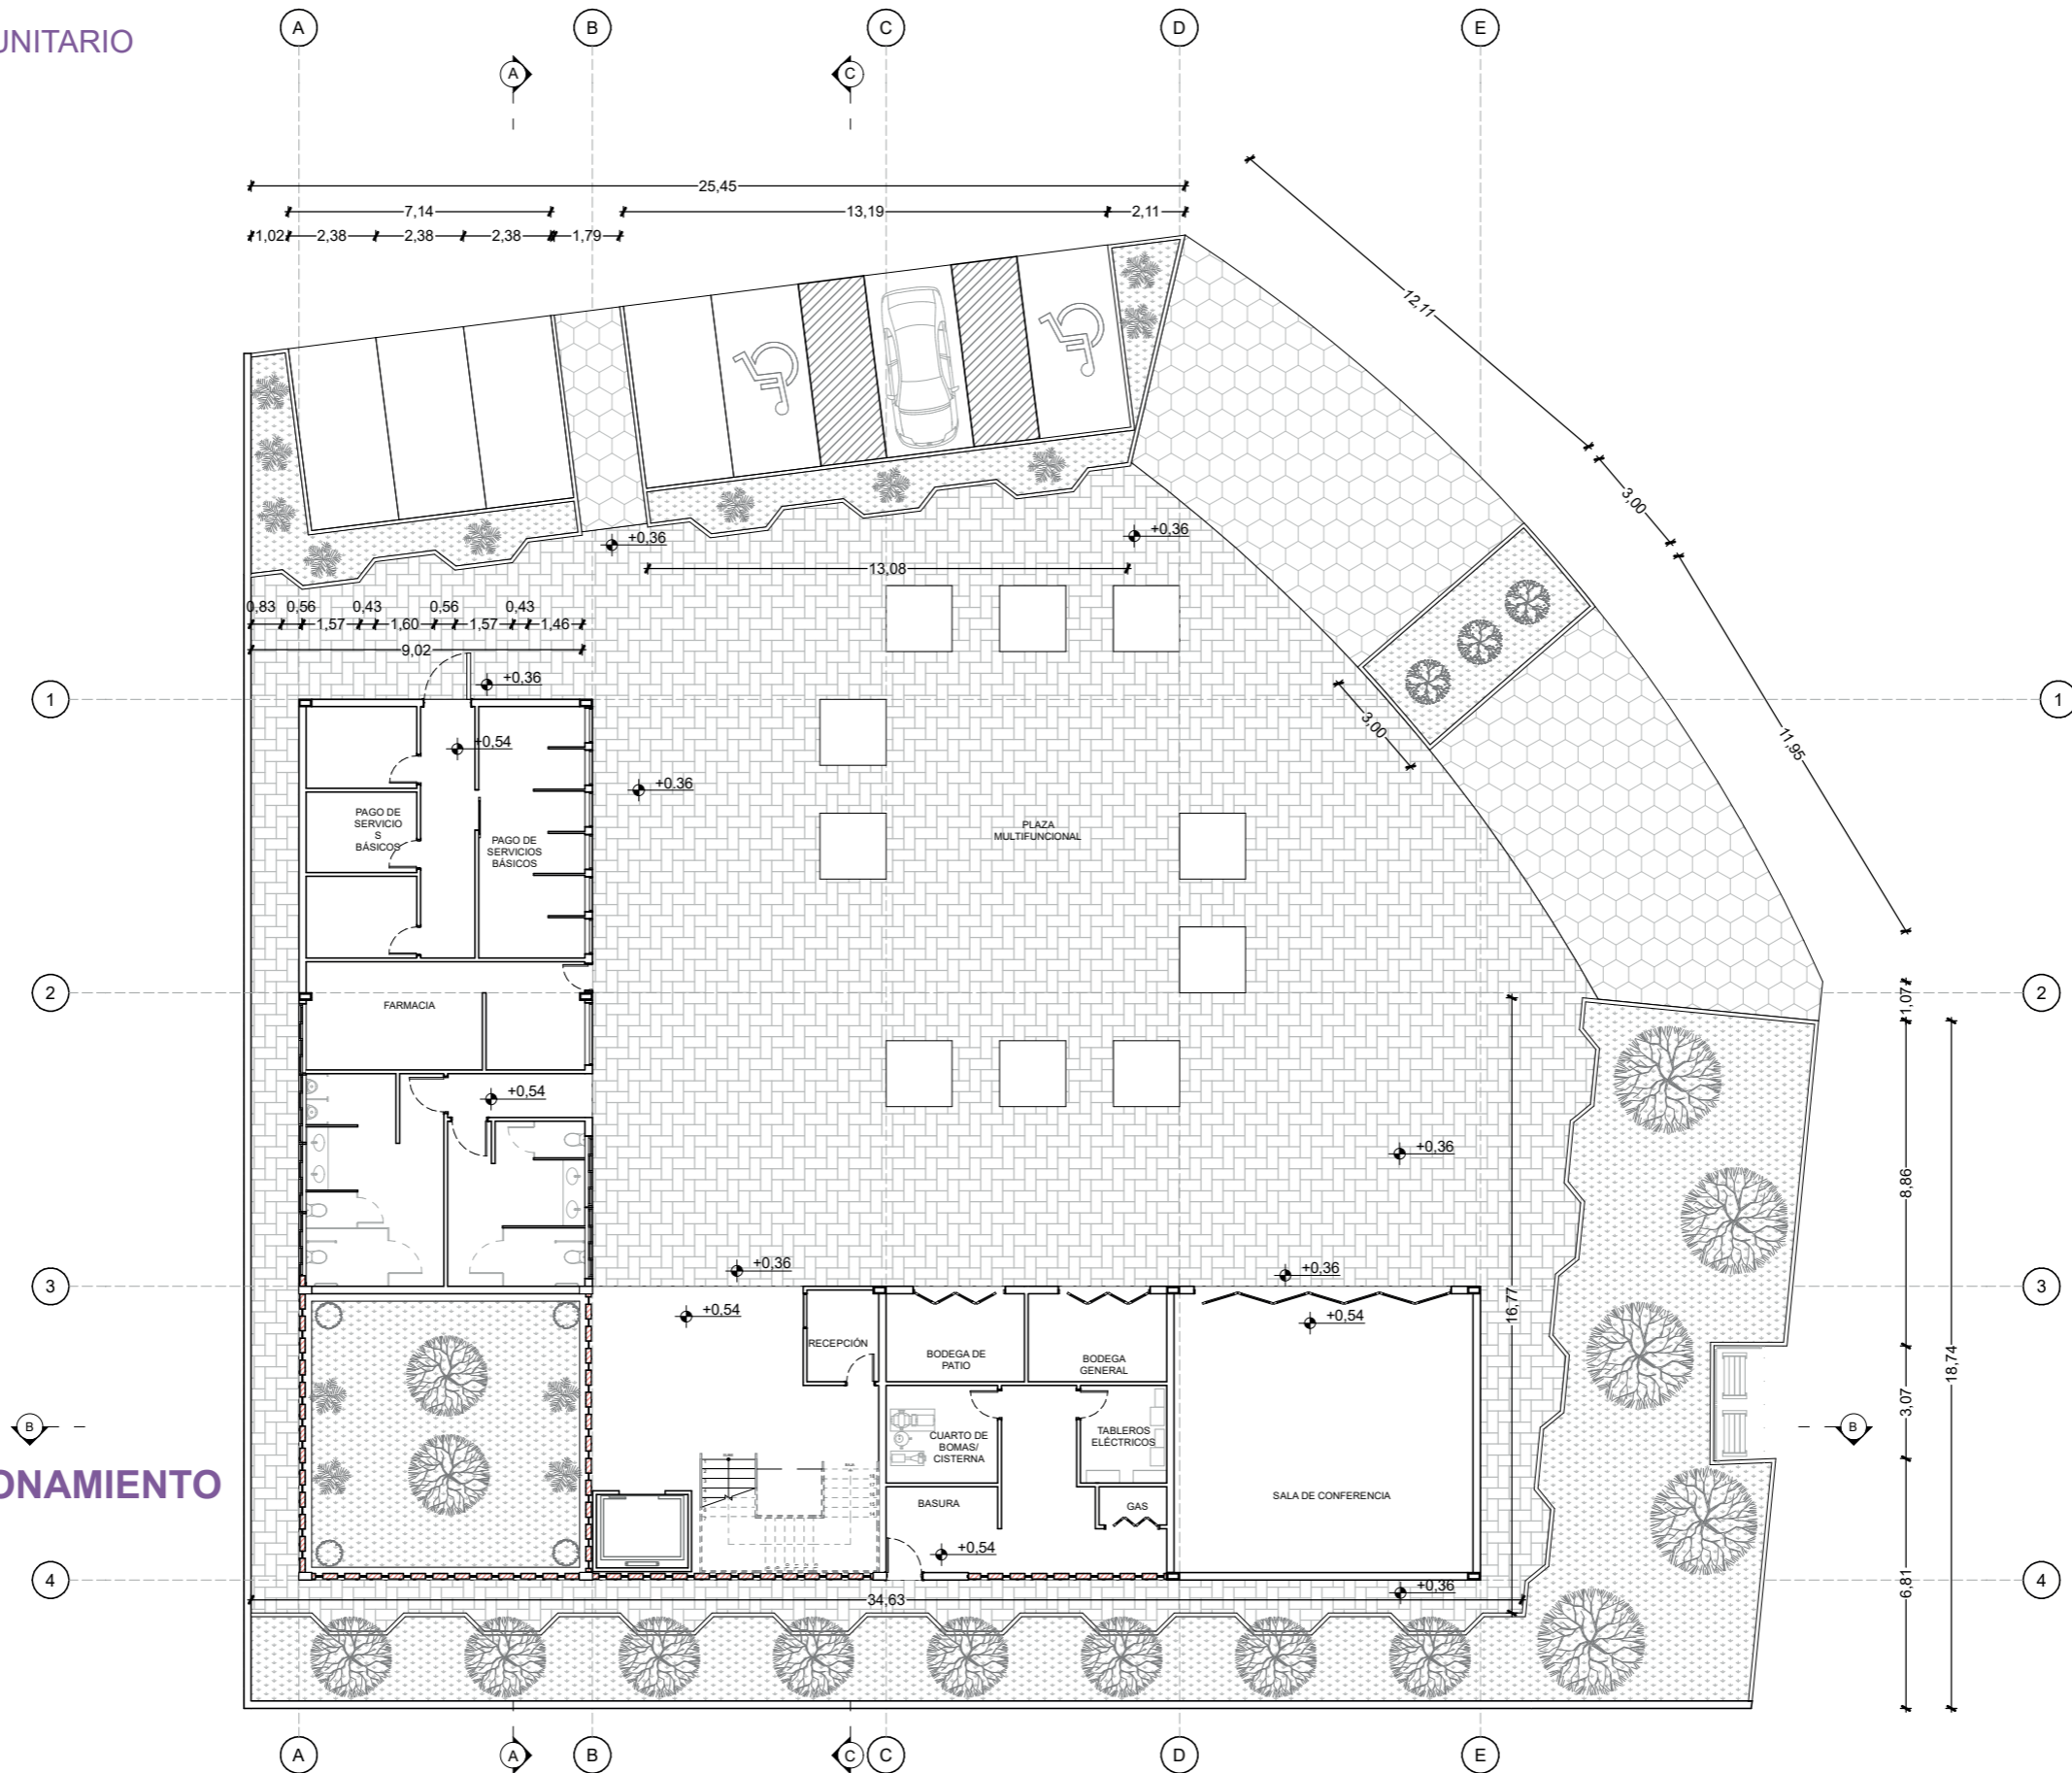 A
B
C
D
E
UNITARIO
A
C
25,45
7,14
13,19
2,11
1,02
2,38
2,38
2,38
1,79
12,11
3,00
+0,36
+0,36
13,08
0,83
0,56
0,43
0,56
0,43
1,57
1,60
1,57
1,46
9,02
+0,36
1
1
3,00
11,95
+0,54
+0.36
PAGO DE
SERVICIO
S
BÁSICOS
PAGO DE
SERVICIOS
BÁSICOS
PLAZA
MULTIFUNCIONAL
2
2
1,07
FARMACIA
+0,54
+0,36
8,86
+0,36
+0,36
3
3
+0,54
+0,54
16,77
RECEPCIÓN
BODEGA DE
PATIO
BODEGA
GENERAL
18,74
3,07
B
B
CUARTO DE
BOMAS/
CISTERNA
TABLEROS
ELÉCTRICOS
ONAMIENTO
BASURA
GAS
SALA DE CONFERENCIA
+0,54
4
4
+0,36
6,81
34,63
A
A
B
C
C
D
E